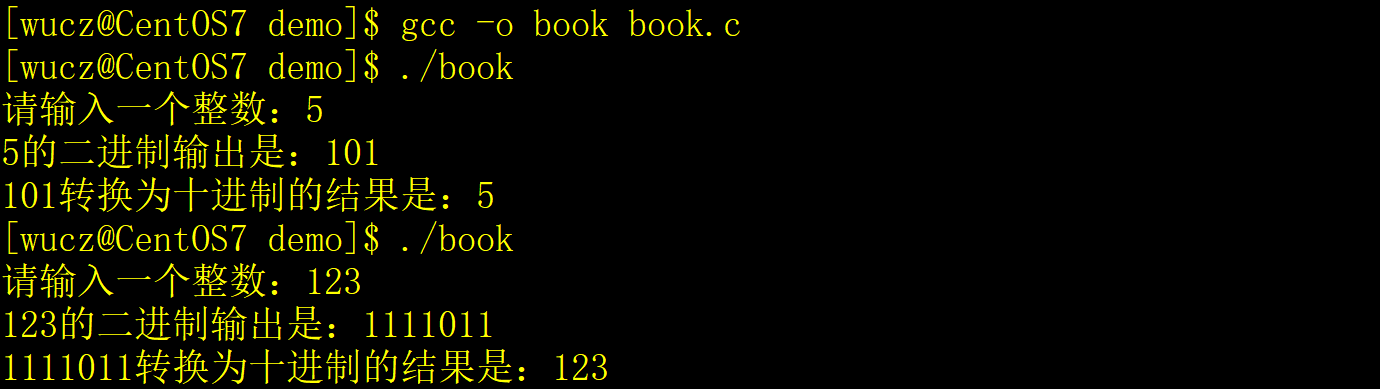 [wucz@CentOS7 demo]$ gcc -o book book.c
[wucz@CentOS7 demo]$ ./book
请输入一个整数：5
5的二进制输出是：101
101转换为十进制的结果是：5
[wucz@CentOS7 demo]$ ./book
请输入一个整数：123
123的二进制输出是：1111011
1111011转换为十进制的结果是：123